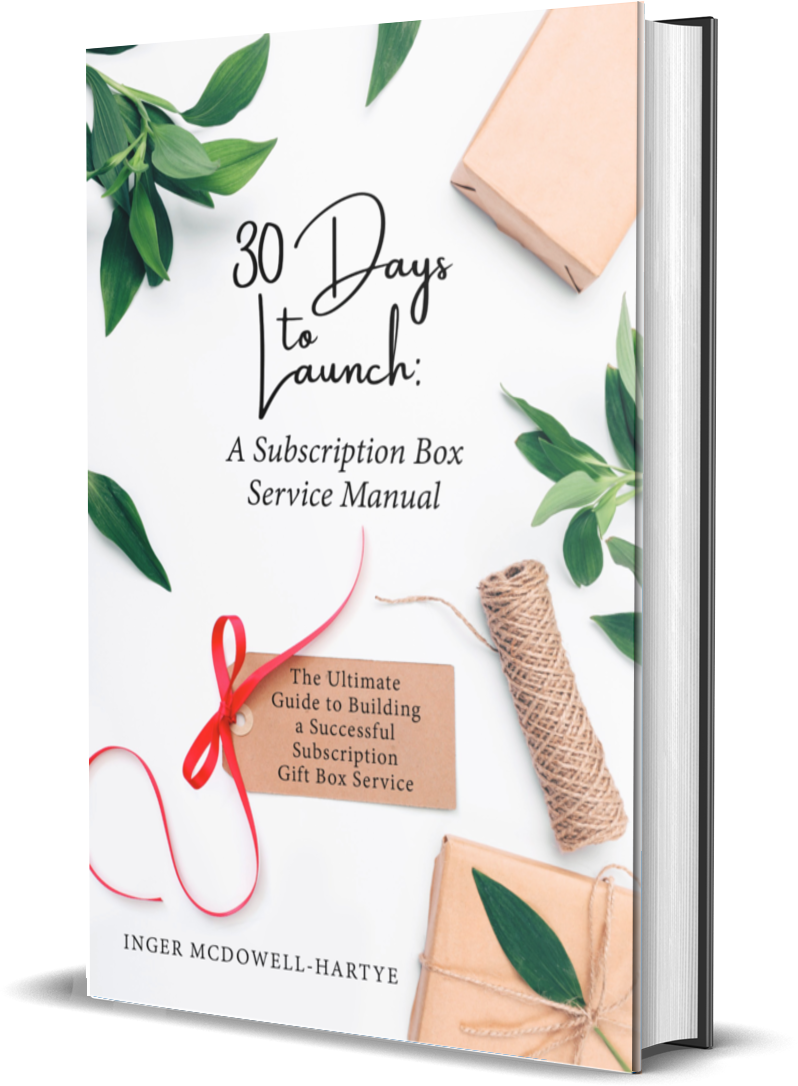 30 Days
to
Launch:
A Subscription Box
Service Manual
The Ultimate
Guide to Building
a Successful
Subscription
Gift Box Service
INGER MCDOWELL-HARTYE